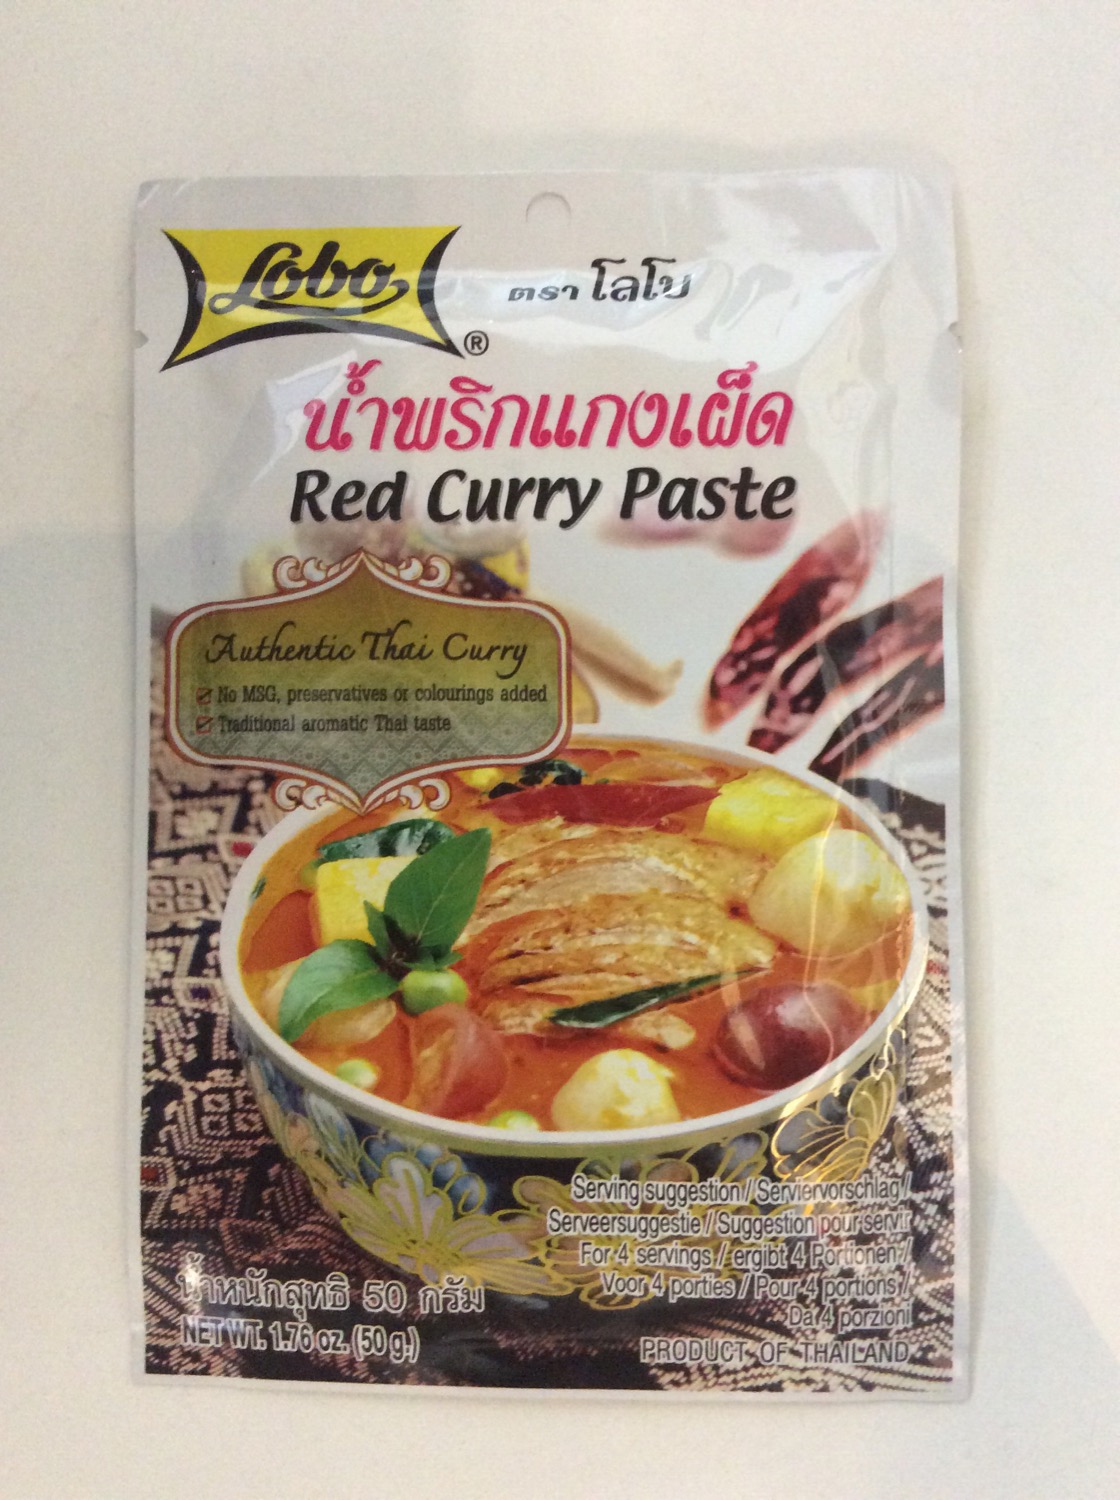 Lobo
®
ตรา โลโบ
น้ำพริกแกงเผ็ด
Red Curry Paste
Authentic Thai Curry
No MSG, preservatives or colourings added
Traditional aromatic Thai taste
Serving suggestion / Serviervorschlag /
Serveersuggestie / Suggestion pour servir
For 4 servings / ergibt 4 Portionen /
Voor 4 porties / Pour 4 portions /
Da 4 porzioni
PRODUCT OF THAILAND
น้ำหนักสุทธิ 50 กรัม
NET WT. 1.76 oz. (50 g.)